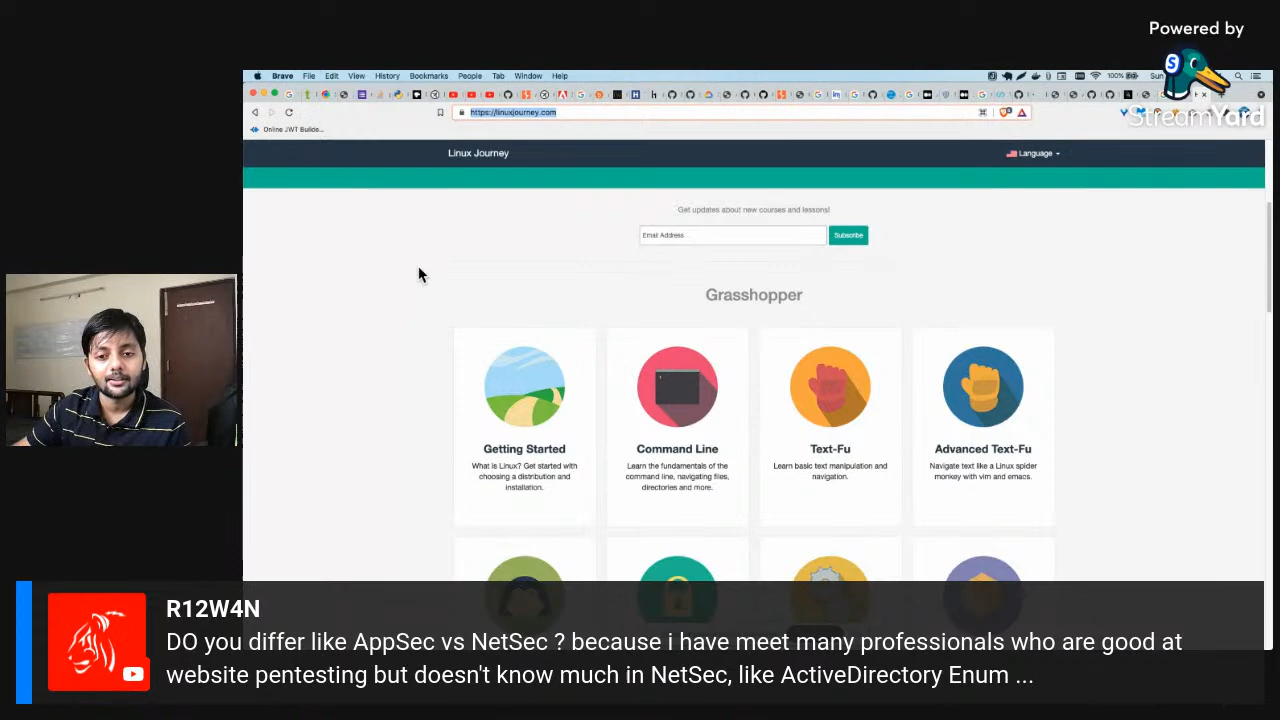 Powered by
StreamYard
Brave File Edit View History Bookmarks People Tab Window Help
100%
https://linuxjourney.com
Online JWT Builde...
Linux Journey
Language
Get updates about new courses and lessons!
Email Address
Subscribe
Grasshopper
Getting Started
What is Linux? Get started with
choosing a distribution and
installation.
Command Line
Learn the fundamentals of the
command line, navigating files,
directories and more.
Text-Fu
Learn basic text manipulation and
navigation.
Advanced Text-Fu
Navigate text like a Linux spider
monkey with vim and emacs.
R12W4N
DO you differ like AppSec vs NetSec ? because i have meet many professionals who are good at
website pentesting but doesn't know much in NetSec, like ActiveDirectory Enum ...